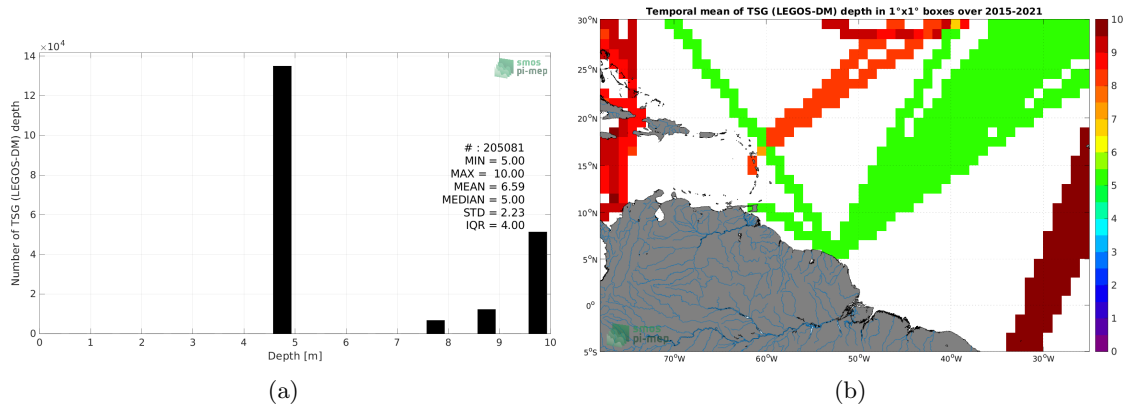 Temporal mean of TSG (LEGOS-DM) depth in 1°x1° boxes over 2015-2021
×10⁴
14
12
10
8
6
4
2
0
Number of TSG (LEGOS-DM) depth
smos
pi-mep
# : 205081
MIN = 5.00
MAX = 10.00
MEAN = 6.59
MEDIAN = 5.00
STD = 2.23
IQR = 4.00
0 1 2 3 4 5 6 7 8 9 10
Depth [m]
(a)
30°N
25°N
20°N
15°N
10°N
5°N
0°
5°S
70°W 60°W 50°W 40°W 30°W
smos
pi-mep
10
9
8
7
6
5
4
3
2
1
0
(b)